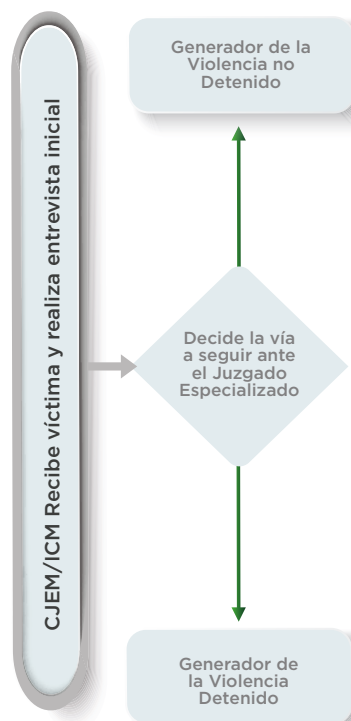 CJEM/ICM Recibe víctima y realiza entrevista inicial
Generador de la
Violencia no
Detenido
Decide la vía
a seguir ante
el Juzgado
Especializado
Generador de
la Violencia
Detenido